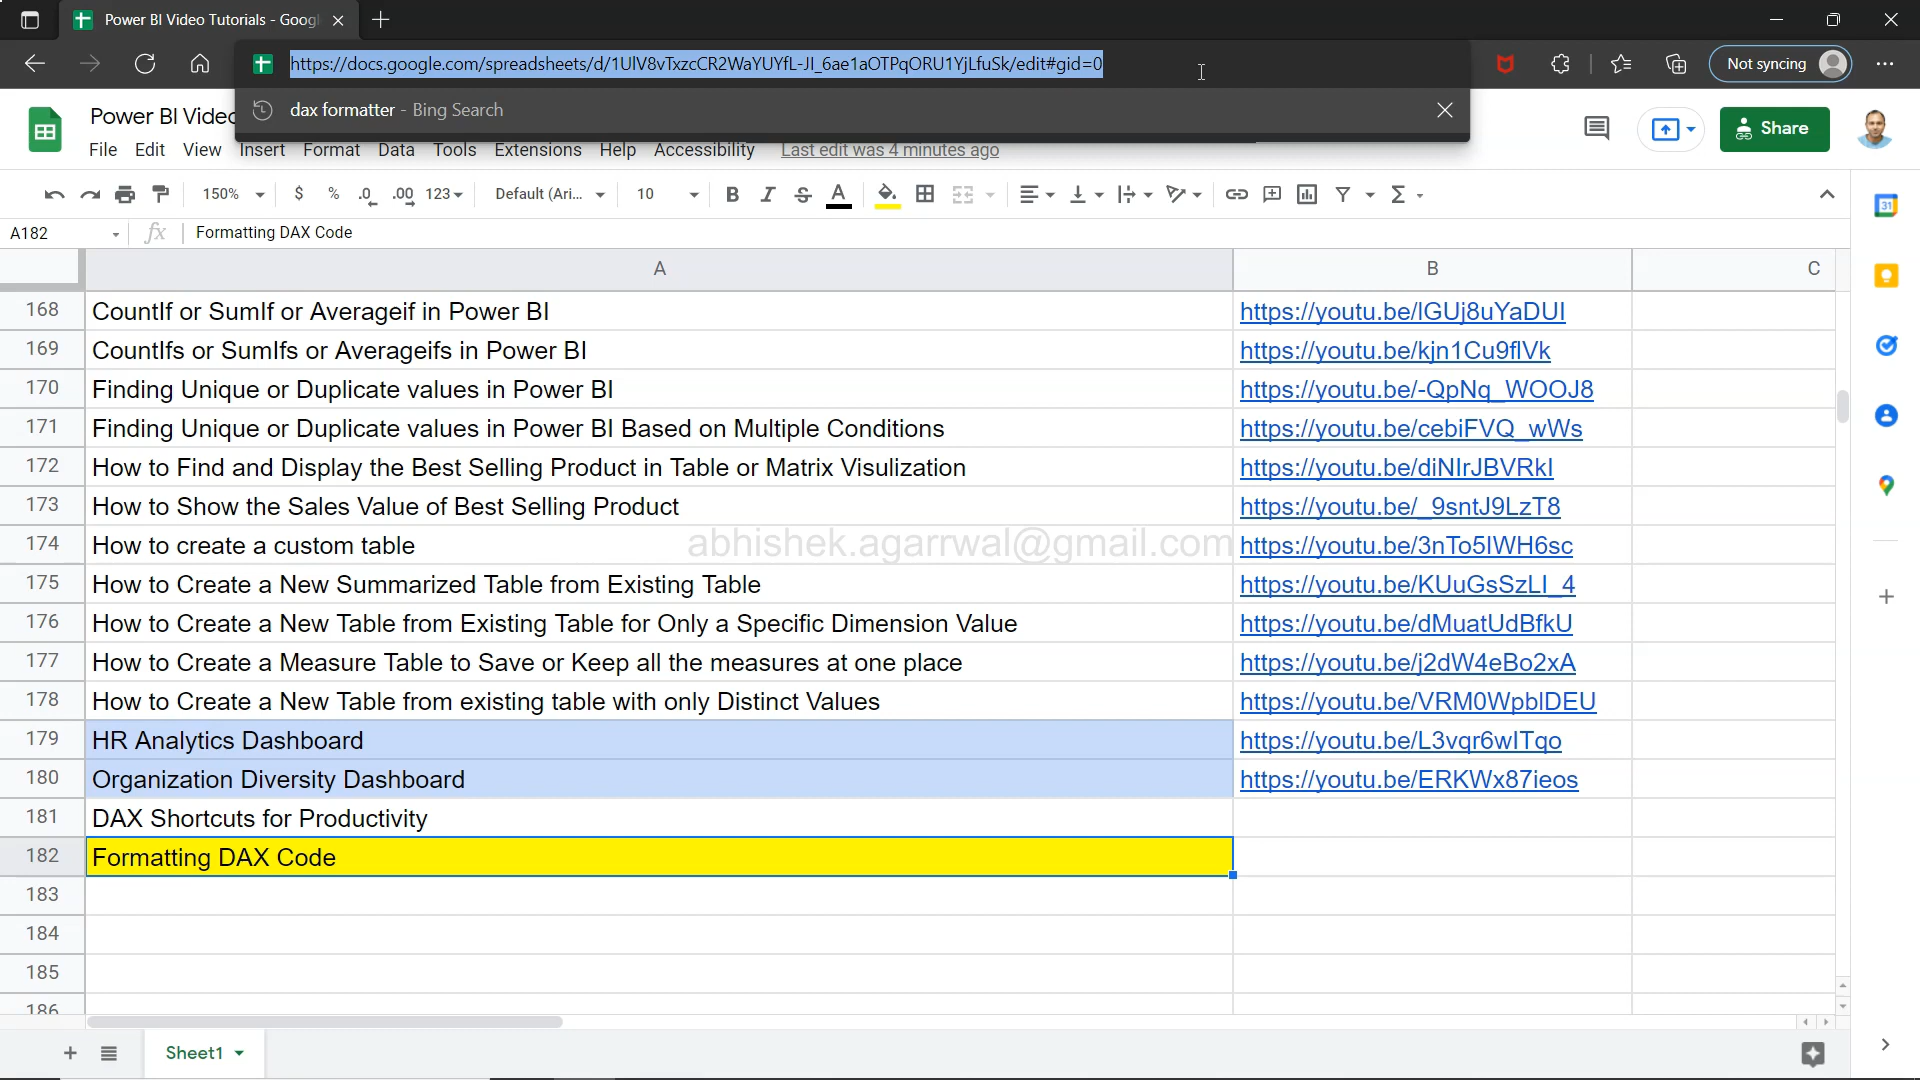 Power BI Video Tutorials - Googl
https://docs.google.com/spreadsheets/d/1UlV8vTxzcCR2WaYUYfL-JI_6ae1aOTPqORU1YjLfuSk/edit#gid=0
Not syncing
dax formatter - Bing Search
Power BI Videc
Share
File Edit View Insert Format Data Tools Extensions Help Accessibility Last edit was 4 minutes ago
150% $ % .0 .00 123 Default (Ari... 10 B I S A
31
A182 fx Formatting DAX Code
A B C
168 CountIf or SumIf or Averageif in Power BI https://youtu.be/lGUj8uYaDUI
169 CountIfs or SumIfs or Averageifs in Power BI https://youtu.be/kjn1Cu9flVk
170 Finding Unique or Duplicate values in Power BI https://youtu.be/-QpNq_WOOJ8
171 Finding Unique or Duplicate values in Power BI Based on Multiple Conditions https://youtu.be/cebiFVQ_wWs
172 How to Find and Display the Best Selling Product in Table or Matrix Visulization https://youtu.be/diNIrJBVRkI
173 How to Show the Sales Value of Best Selling Product https://youtu.be/_9sntJ9LzT8
174 How to create a custom table https://youtu.be/3nTo5IWH6sc
abhishek.agarrwal@gmail.com
175 How to Create a New Summarized Table from Existing Table https://youtu.be/KUuGsSzLI_4
176 How to Create a New Table from Existing Table for Only a Specific Dimension Value https://youtu.be/dMuatUdBfkU
177 How to Create a Measure Table to Save or Keep all the measures at one place https://youtu.be/j2dW4eBo2xA
178 How to Create a New Table from existing table with only Distinct Values https://youtu.be/VRM0WpbIDEU
179 HR Analytics Dashboard https://youtu.be/L3vqr6wITqo
180 Organization Diversity Dashboard https://youtu.be/ERKWx87ieos
181 DAX Shortcuts for Productivity
182 Formatting DAX Code
183
184
185
186
Sheet1